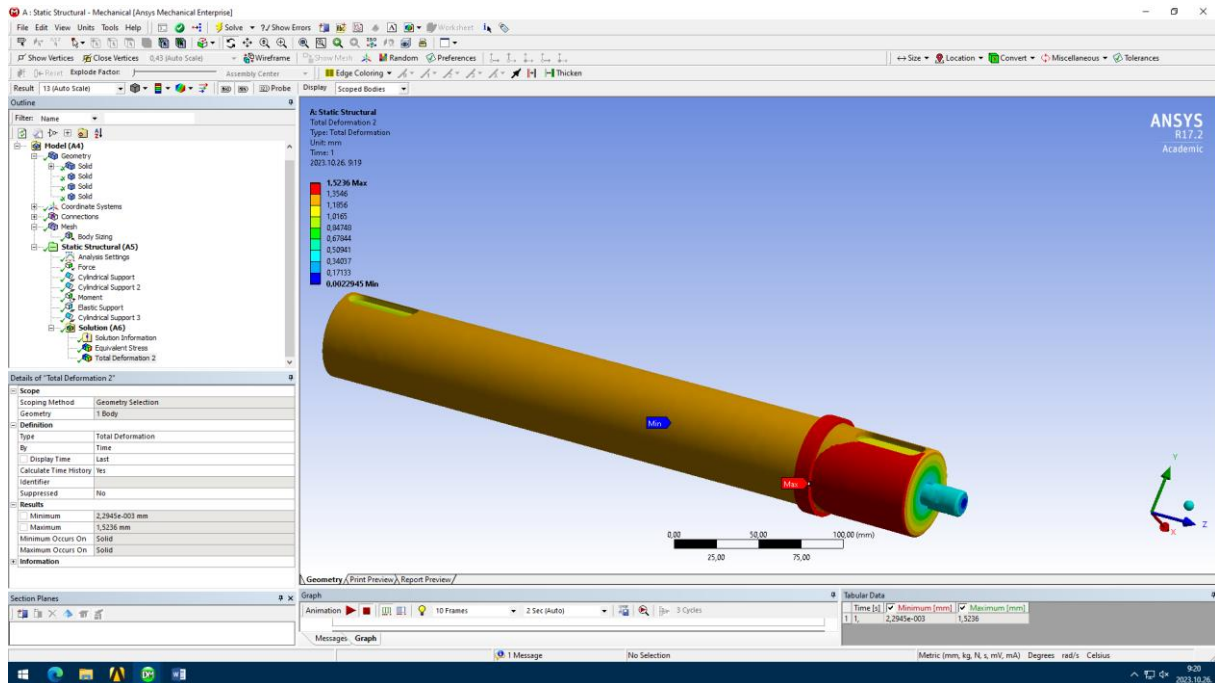 A : Static Structural - Mechanical [Ansys Mechanical Enterprise]
File Edit View Units Tools Help Solve ?/ Show Errors Worksheet
Show Vertices Close Vertices 0,43 (Auto Scale) Wireframe Show Mesh Random Preferences Size Location Convert Miscellaneous Tolerances
Reset Explode Factor: Assembly Center Edge Coloring Thicken
Result 13 (Auto Scale) Probe Display Scoped Bodies
Outline
Filter: Name
Model (A4)
Geometry
Solid
Solid
Solid
Solid
Coordinate Systems
Connections
Mesh
Body Sizing
Static Structural (A5)
Analysis Settings
Force
Cylindrical Support
Cylindrical Support 2
Moment
Elastic Support
Cylindrical Support 3
Solution (A6)
Solution Information
Equivalent Stress
Total Deformation 2
Details of "Total Deformation 2"
Scope
Scoping Method Geometry Selection
Geometry 1 Body
Definition
Type Total Deformation
By Time
Display Time Last
Calculate Time History Yes
Identifier
Suppressed No
Results
Minimum 2,2945e-003 mm
Maximum 1,5236 mm
Minimum Occurs On Solid
Maximum Occurs On Solid
Information
Section Planes
A: Static Structural
Total Deformation 2
Type: Total Deformation
Unit: mm
Time: 1
2023.10.26. 9:19
1,5236 Max
1,3546
1,1856
1,0165
0,84748
0,67844
0,50941
0,34037
0,17133
0,0022945 Min
ANSYS
R17.2
Academic
Min
Max
0,00 50,00 100,00 (mm)
25,00 75,00
Y
Z
X
Geometry Print Preview Report Preview
Graph
Animation 10 Frames 2 Sec (Auto) 3 Cycles
Messages Graph
Tabular Data
Time [s] Minimum [mm] Maximum [mm]
1 1, 2,2945e-003 1,5236
1 Message No Selection Metric (mm, kg, N, s, mV, mA) Degrees rad/s Celsius
9:20
2023.10.26.